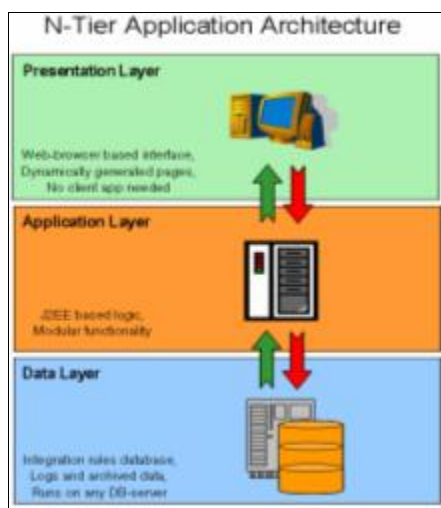 N-Tier Application Architecture
Presentation Layer
Web-browser based interface,
Dynamically generated pages,
No client app needed
Application Layer
J2EE based logic,
Modular functionality
Data Layer
Integration rules database,
Logs and archived data,
Runs on any DB-server